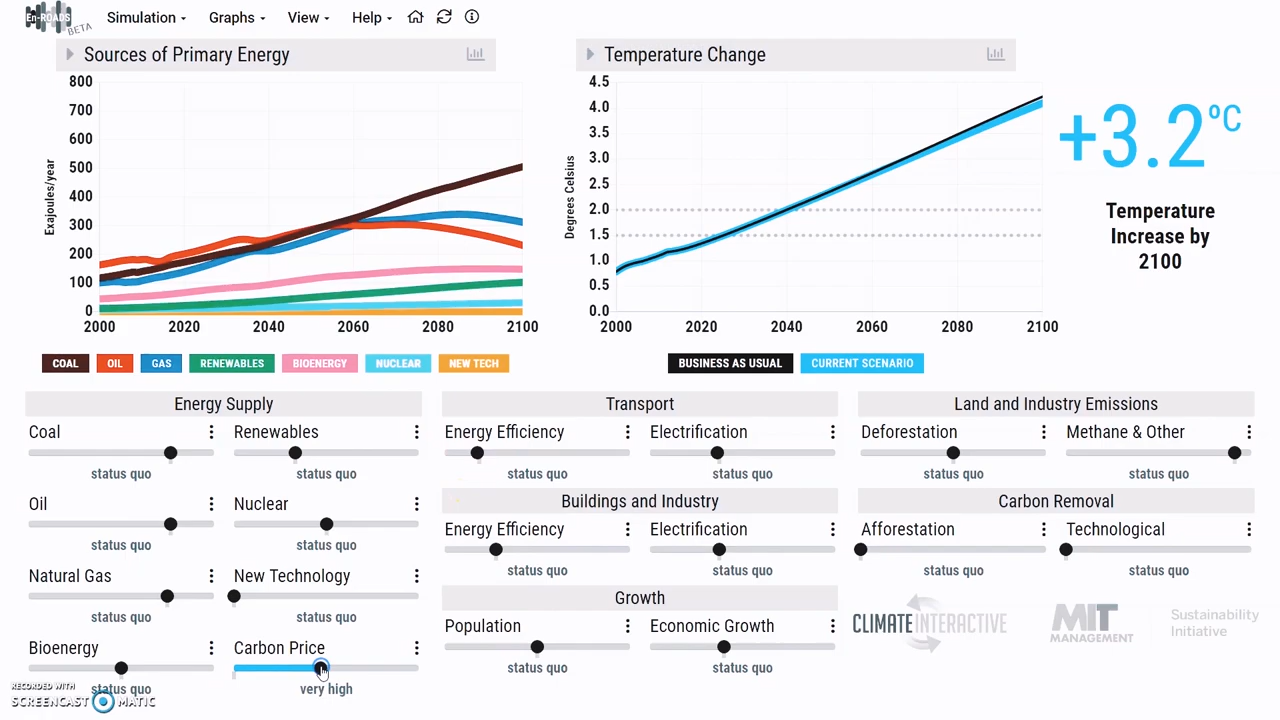 En-ROADS
BETA
Simulation
Graphs
View
Help
Sources of Primary Energy
Exajoules/year
800
700
600
500
400
300
200
100
0
2000
2020
2040
2060
2080
2100
COAL
OIL
GAS
RENEWABLES
BIOENERGY
NUCLEAR
NEW TECH
Temperature Change
Degrees Celsius
4.5
4.0
3.5
3.0
2.5
2.0
1.5
1.0
0.5
0.0
2000
2020
2040
2060
2080
2100
BUSINESS AS USUAL
CURRENT SCENARIO
+3.2ºC
Temperature
Increase by
2100
Energy Supply
Coal
status quo
Renewables
status quo
Oil
status quo
Nuclear
status quo
Natural Gas
status quo
New Technology
status quo
Bioenergy
status quo
Carbon Price
very high
Transport
Energy Efficiency
status quo
Electrification
status quo
Buildings and Industry
Energy Efficiency
status quo
Electrification
status quo
Growth
Population
status quo
Economic Growth
status quo
Land and Industry Emissions
Deforestation
status quo
Methane & Other
status quo
Carbon Removal
Afforestation
status quo
Technological
status quo
CLIMATE INTERACTIVE
MIT
MANAGEMENT
Sustainability
Initiative
RECORDED WITH
SCREENCAST MATIC